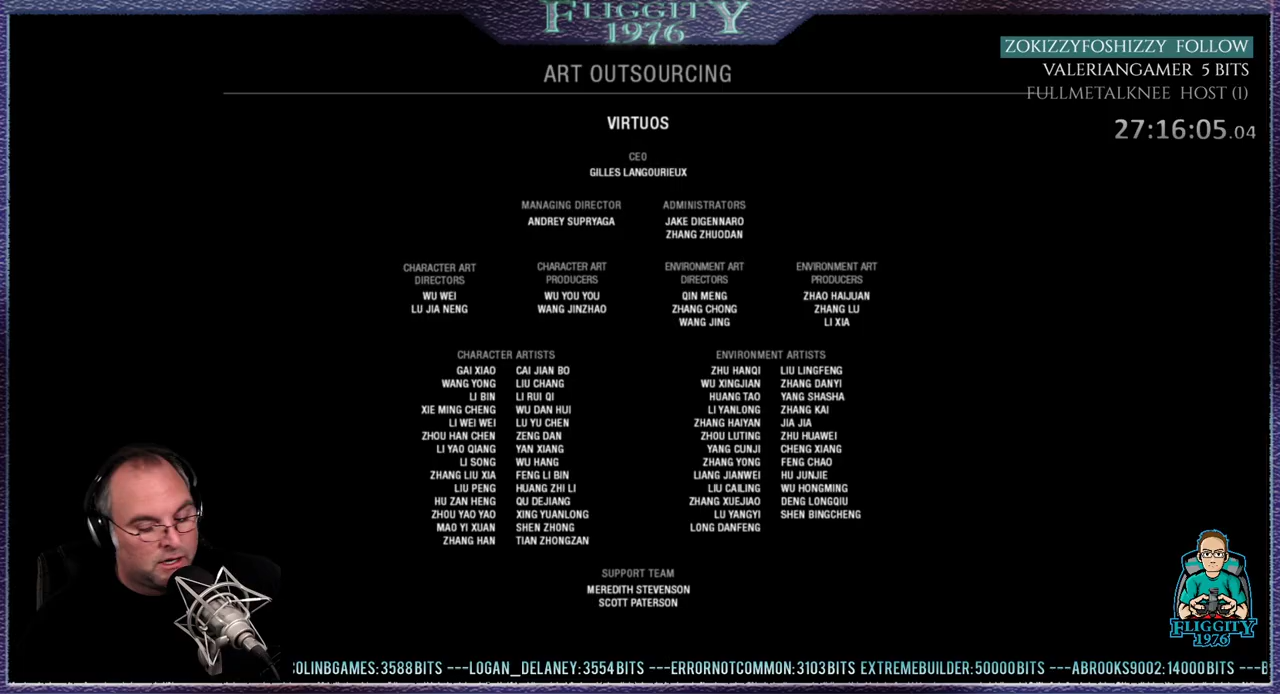 FLIGGITY
1976
ZOKIZZYFOSHIZZY FOLLOW
VALERIANGAMER 5 BITS
FULLMETALKNEE HOST (1)
27:16:05.04
ART OUTSOURCING
VIRTUOS
CEO
GILLES LANGOURIEUX
MANAGING DIRECTOR
ANDREY SUPRYAGA
ADMINISTRATORS
JAKE DIGENNARO
ZHANG ZHUODAN
CHARACTER ART
DIRECTORS
WU WEI
LU JIA NENG
CHARACTER ART
PRODUCERS
WU YOU YOU
WANG JINZHAO
ENVIRONMENT ART
DIRECTORS
QIN MENG
ZHANG CHONG
WANG JING
ENVIRONMENT ART
PRODUCERS
ZHAO HAIJUAN
ZHANG LU
LI XIA
CHARACTER ARTISTS
GAI XIAO CAI JIAN BO
WANG YONG LIU CHANG
LI BIN LI RUI QI
XIE MING CHENG WU DAN HUI
LI WEI WEI LU YU CHEN
ZHOU HAN CHEN ZENG DAN
LI YAO QIANG YAN XIANG
LI SONG WU HANG
ZHANG LIU XIA FENG LI BIN
LIU PENG HUANG ZHI LI
HU ZAN HENG QU DEJIANG
ZHOU YAO YAO XING YUANLONG
MAO YI XUAN SHEN ZHONG
ZHANG HAN TIAN ZHONGZAN
ENVIRONMENT ARTISTS
ZHU HANQI LIU LINGFENG
WU XINGJIAN ZHANG DANYI
HUANG TAO YANG SHASHA
LI YANLONG ZHANG KAI
ZHANG HAIYAN JIA JIA
ZHOU LUTING ZHU HUAWEI
YANG CUNJI CHENG XIANG
ZHANG YONG FENG CHAO
LIANG JIANWEI HU JUNJIE
LIU CAILING WU HONGMING
ZHANG XUEJIAO DENG LONGQIU
LU YANGYI SHEN BINGCHENG
LONG DANFENG
SUPPORT TEAM
MEREDITH STEVENSON
SCOTT PATERSON
FLIGGITY
1976
OLINBGAMES:3588 BITS ---LOGAN_DELANEY:3554 BITS ---ERRORNOTCOMMON:3103 BITS EXTREMEBUILDER:50000 BITS ---ABROOKS9002:14000 BITS ---